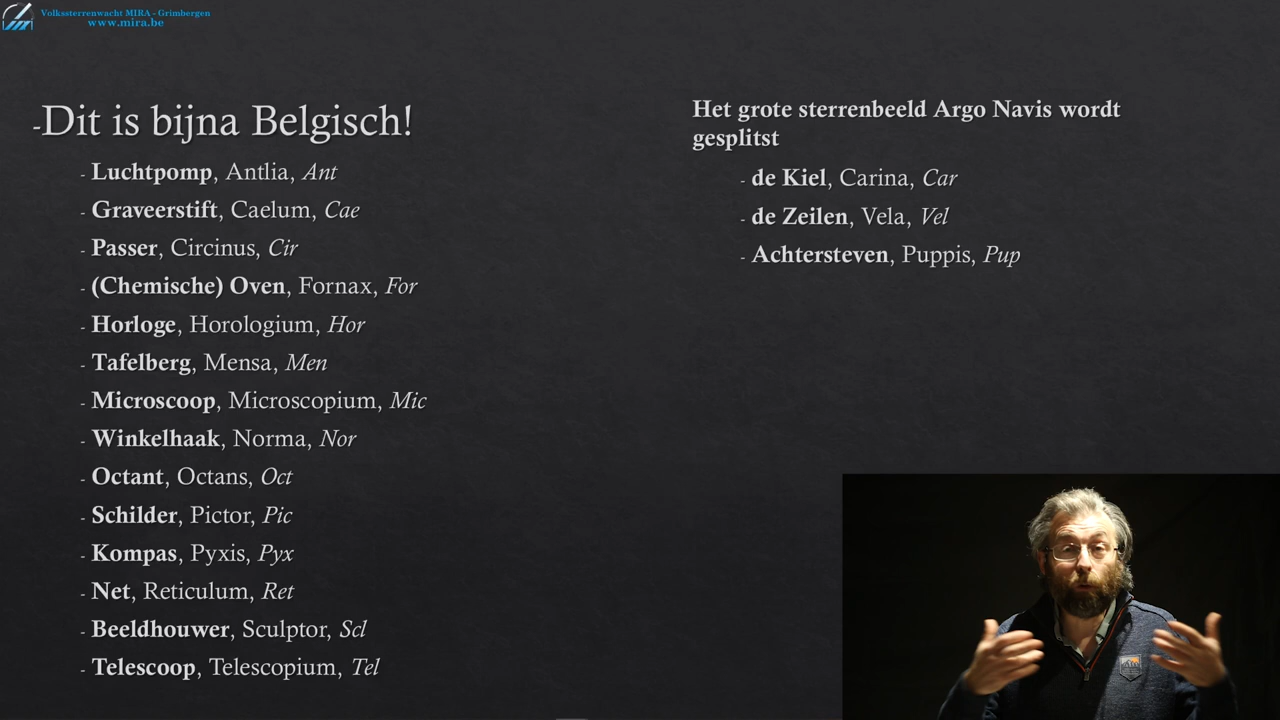 Volkssterrenwacht MIRA - Grimbergen
www.mira.be
-Dit is bijna Belgisch!
- Luchtpomp, Antlia, Ant
- Graveerstift, Caelum, Cae
- Passer, Circinus, Cir
- (Chemische) Oven, Fornax, For
- Horloge, Horologium, Hor
- Tafelberg, Mensa, Men
- Microscoop, Microscopium, Mic
- Winkelhaak, Norma, Nor
- Octant, Octans, Oct
- Schilder, Pictor, Pic
- Kompas, Pyxis, Pyx
- Net, Reticulum, Ret
- Beeldhouwer, Sculptor, Scl
- Telescoop, Telescopium, Tel
Het grote sterrenbeeld Argo Navis wordt
gesplitst
- de Kiel, Carina, Car
- de Zeilen, Vela, Vel
- Achtersteven, Puppis, Pup